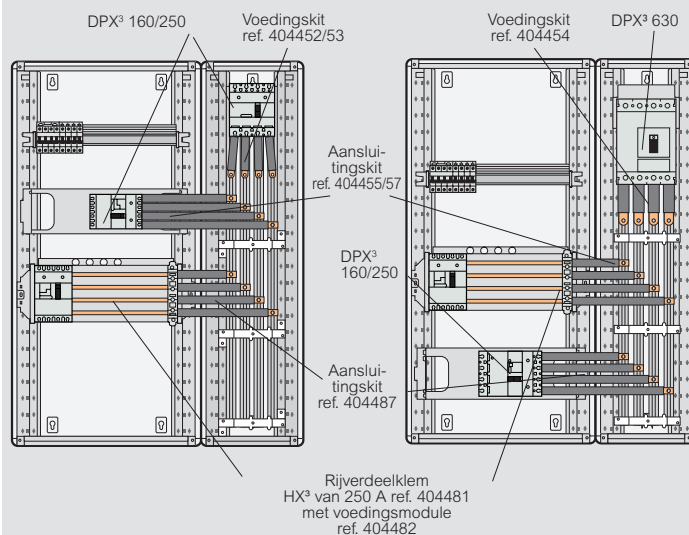 DPX³ 160/250
Voedingskit
ref. 404452/53
Voedingskit
ref. 404454
DPX³ 630
Aanslui-
tingskit
ref. 404455/57
DPX³
160/250
Aanslui-
tingskit
ref. 404487
Rijverdeelklem
HX³ van 250 A ref. 404481
met voedingsmodule
ref. 404482